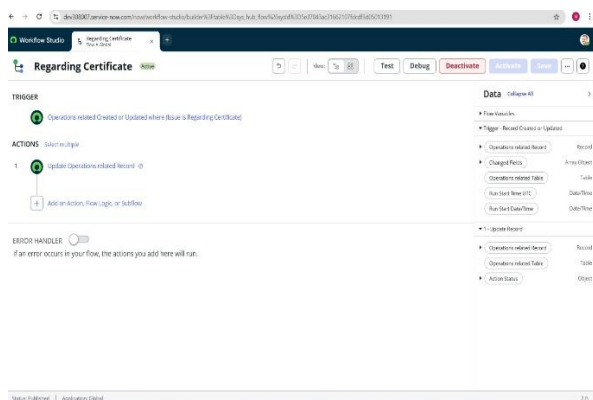 Workflow Studio
Regarding Certificate
Flow • Global
Regarding Certificate Active
View:
Test Debug Deactivate Activate Save
TRIGGER
Operations related Created or Updated where (Issue is Regarding Certificate)
ACTIONS Select multiple
1 Update Operations related Record
Add an Action, Flow Logic, or Subflow
ERROR HANDLER
If an error occurs in your flow, the actions you add here will run.
Data Collapse All
Flow Variables
Trigger - Record Created or Updated
Operations related Record Record
Changed Fields Array.Object
Operations related Table Table
Run Start Time UTC Date/Time
Run Start Date/Time Date/Time
1 - Update Record
Operations related Record Record
Operations related Table Table
Action Status Object
Status: Published | Application: Global